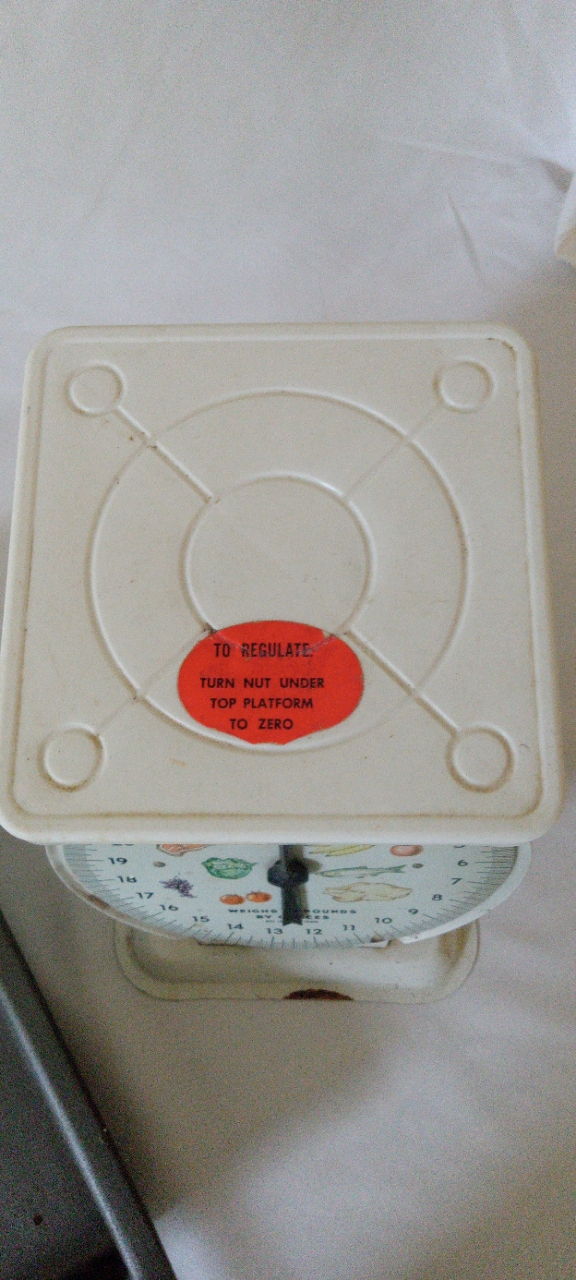 TO REGULATE:
TURN NUT UNDER
TOP PLATFORM
TO ZERO
19
18
17
16
15
14
13
12
11
10
9
8
7
6
WEIGHS POUNDS
BY